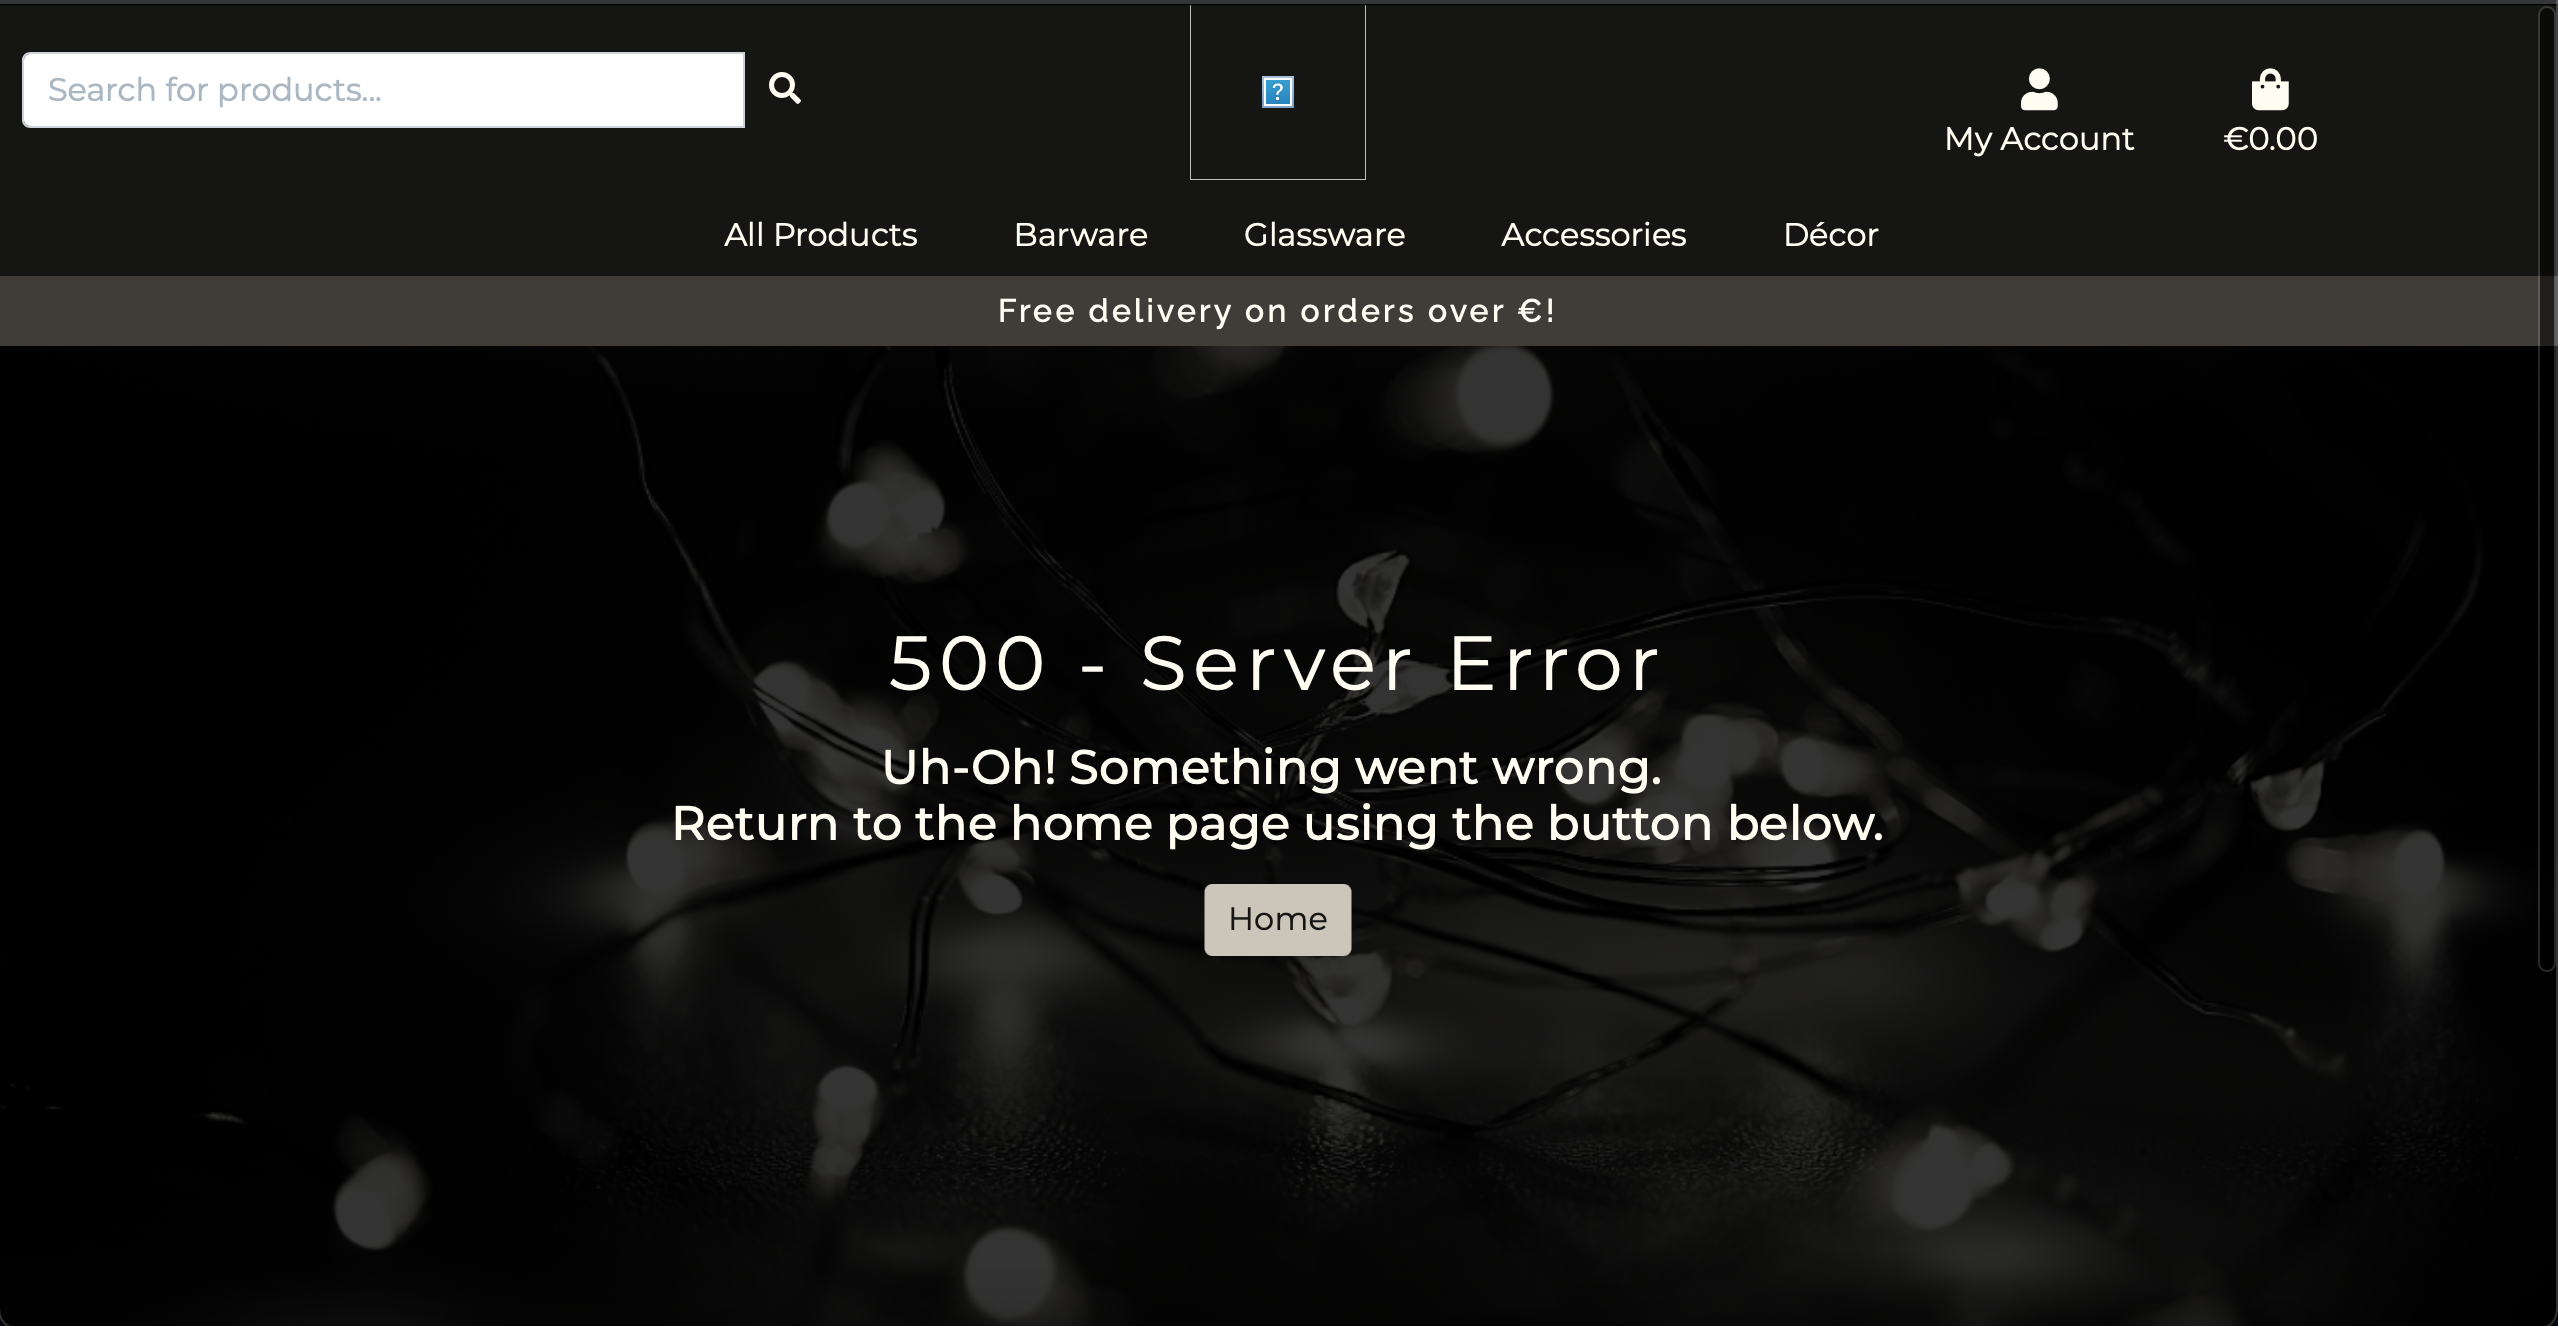 Search for products...
?
My Account
€0.00
All Products
Barware
Glassware
Accessories
Décor
Free delivery on orders over €!
500 - Server Error
Uh-Oh! Something went wrong.
Return to the home page using the button below.
Home